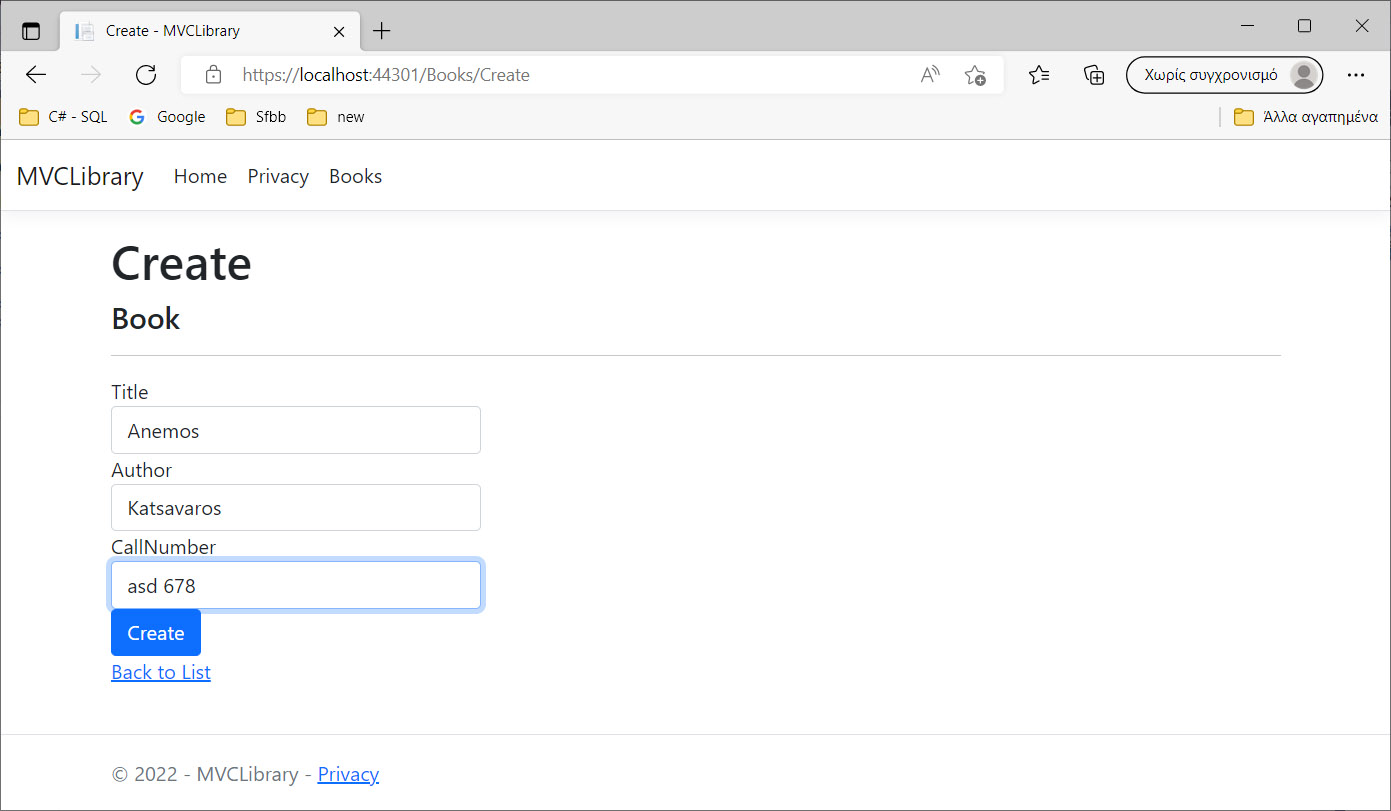 Create - MVCLibrary
https://localhost:44301/Books/Create
Χωρίς συγχρονισμό
C# - SQL Google Sfbb new Άλλα αγαπημένα
MVCLibrary Home Privacy Books
Create
Book
Title
Anemos
Author
Katsavaros
CallNumber
asd 678
Create
Back to List
© 2022 - MVCLibrary - Privacy